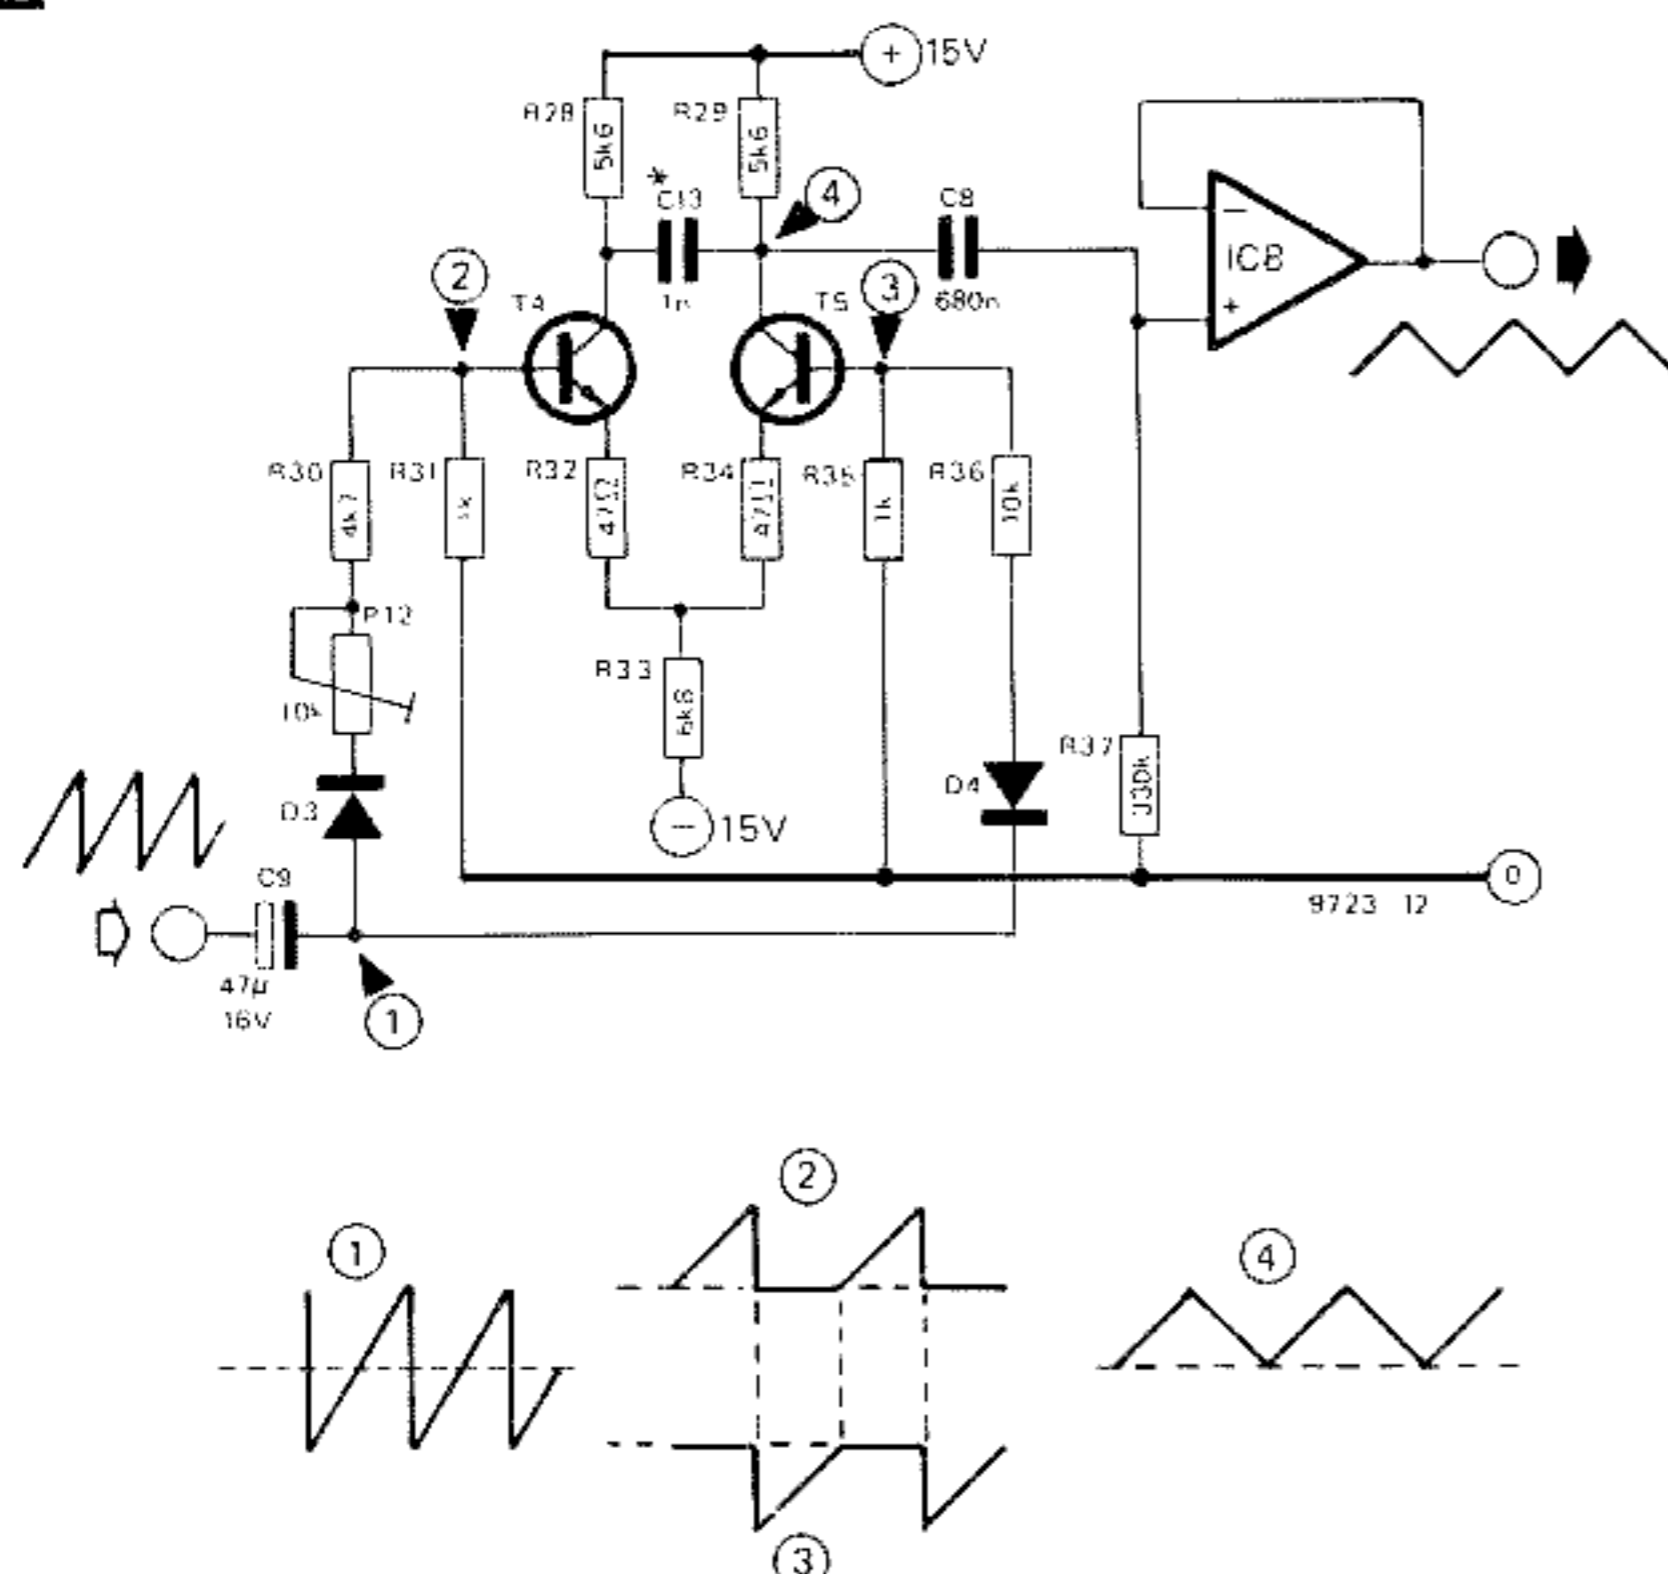 + 15V
R28
R29
5k6
5k6
*
C13
4
C8
2
T4
1n
T5
3
680n
−
IC8
+
R30
R31
R32
R34
R35
R36
4k7
1k
47Ω
47Ω
1k
10k
P12
R33
6k8
10k
R37
D4
D3
− 15V
C9
0
9723 12
47µ
16V
1
2
1
4
3